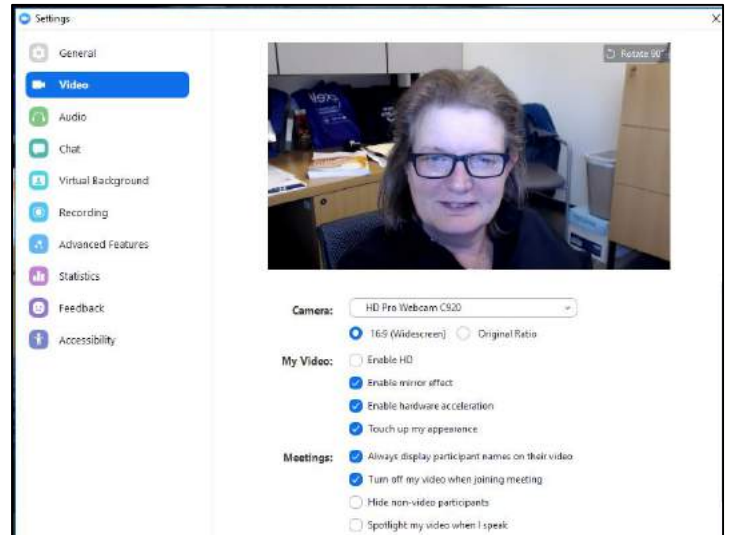 Settings
General
Video
Audio
Chat
Virtual Background
Recording
Advanced Features
Statistics
Feedback
Accessibility
Rotate 90°
Camera: HD Pro Webcam C920
16:9 (Widescreen) Original Ratio
My Video: Enable HD
Enable mirror effect
Enable hardware acceleration
Touch up my appearance
Meetings: Always display participant names on their video
Turn off my video when joining meeting
Hide non-video participants
Spotlight my video when I speak